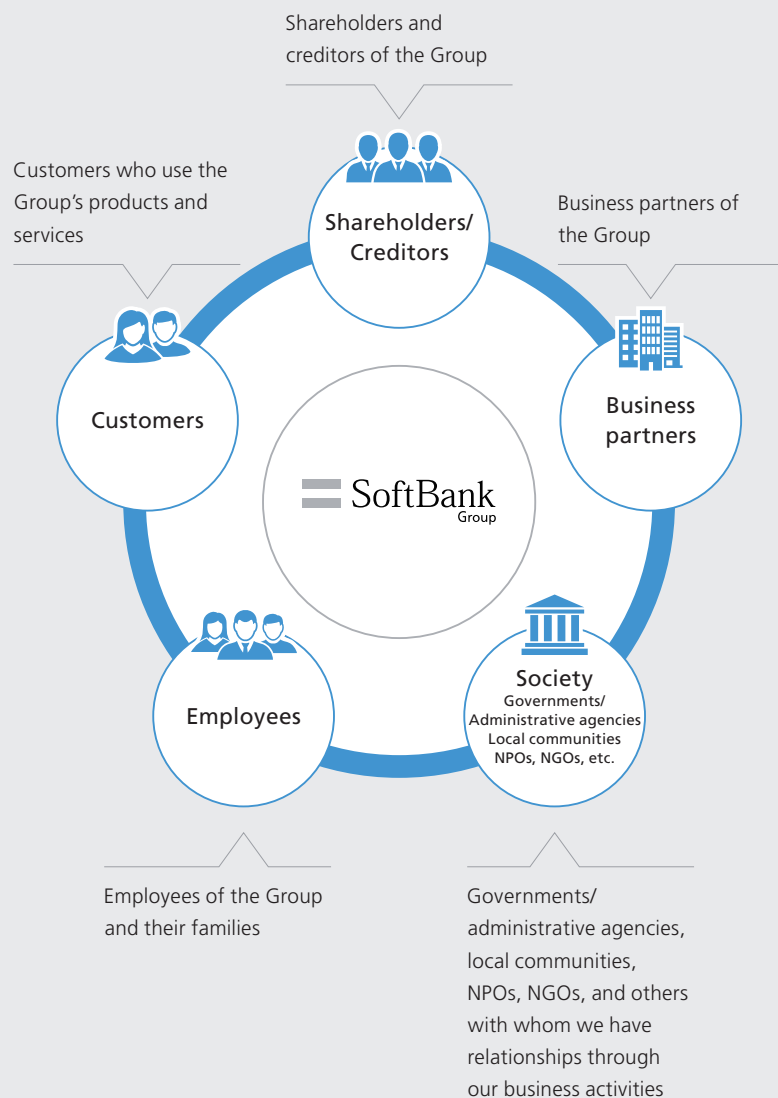 Shareholders and
creditors of the Group
Customers who use the
Group's products and
services
Business partners of
the Group
Shareholders/
Creditors
Customers
Business
partners
SoftBank
Group
Employees
Society
Governments/
Administrative agencies
Local communities
NPOs, NGOs, etc.
Employees of the Group
and their families
Governments/
administrative agencies,
local communities,
NPOs, NGOs, and others
with whom we have
relationships through
our business activities